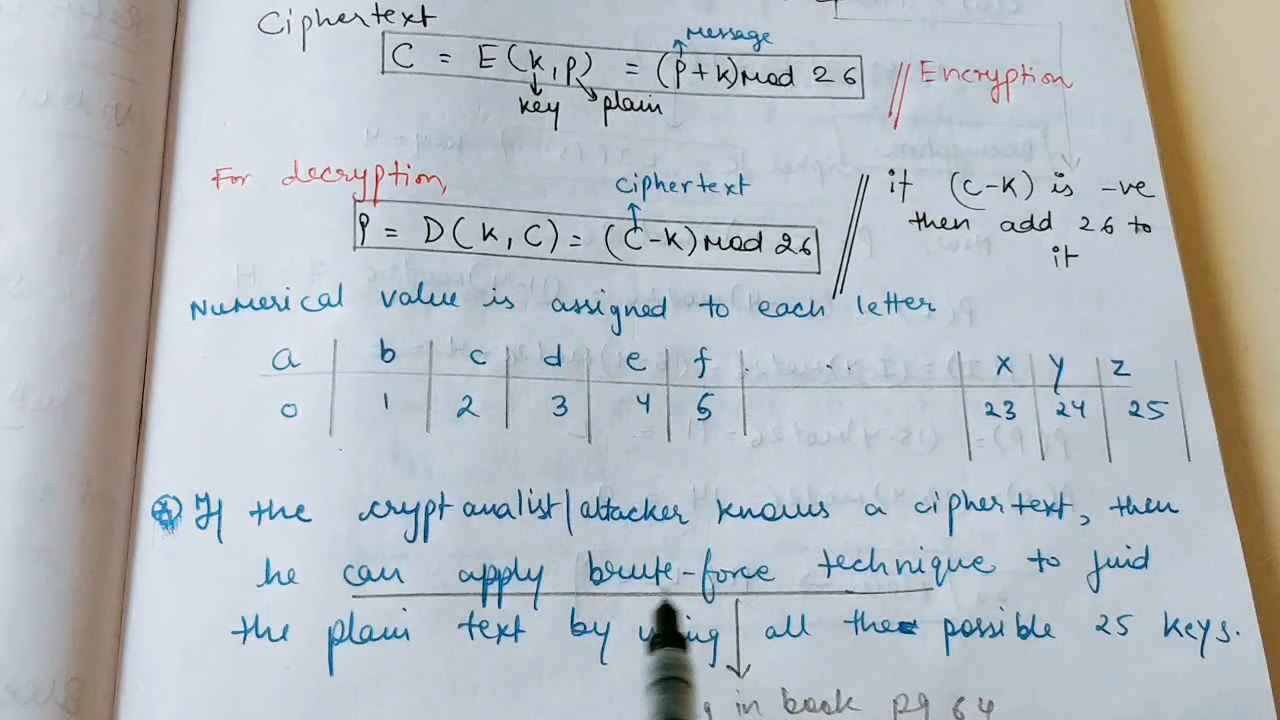 Ciphertext
message
C = E(k,p) = (p+k) mod 26 // Encryption
key plain
For decryption,
ciphertext
P = D(K, C) = (C-K) mod 26
if (C-K) is -ve
then add 26 to
it
Numerical value is assigned to each letter
a b c d e f . . . x y z
0 1 2 3 4 5 23 24 25
If the cryptanalist/attacker knows a ciphertext, then
he can apply brute-force technique to find
the plain text by using all the possible 25 keys.
in book pg 64